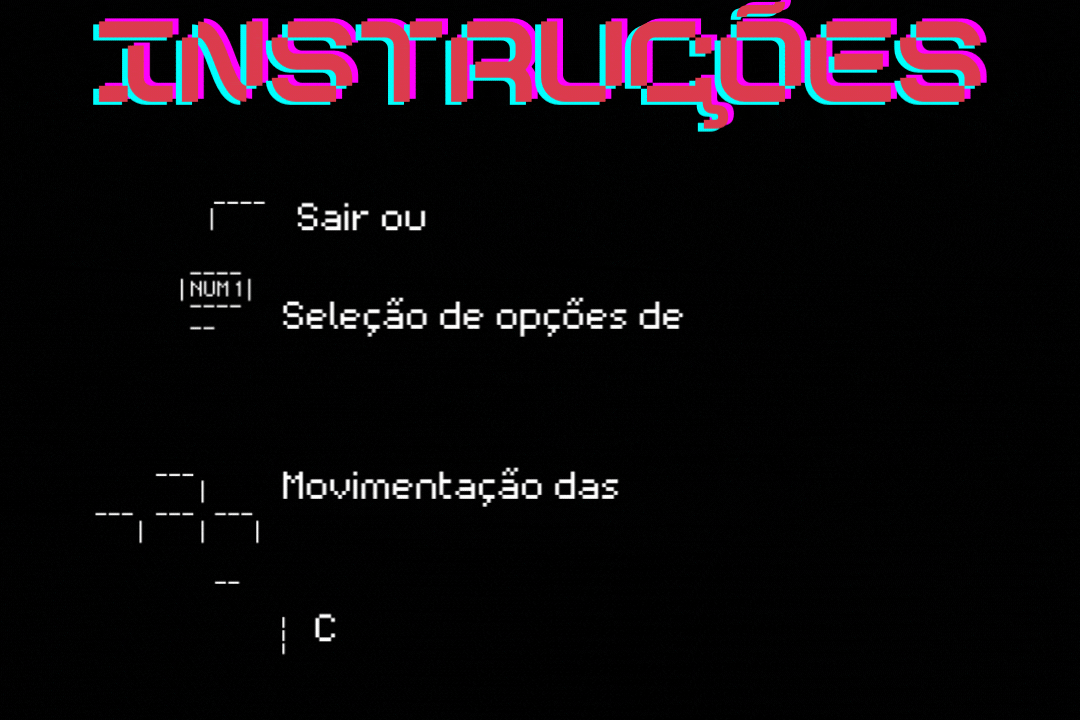 INSTRUÇÕES
Sair ou
NUM 1
Seleção de opções de
Movimentação das
C